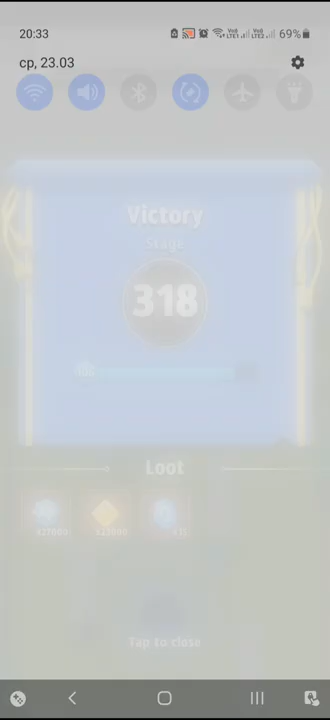 20:33
69%
ср, 23.03
Victory
Stage
318
Loot
Tap to close